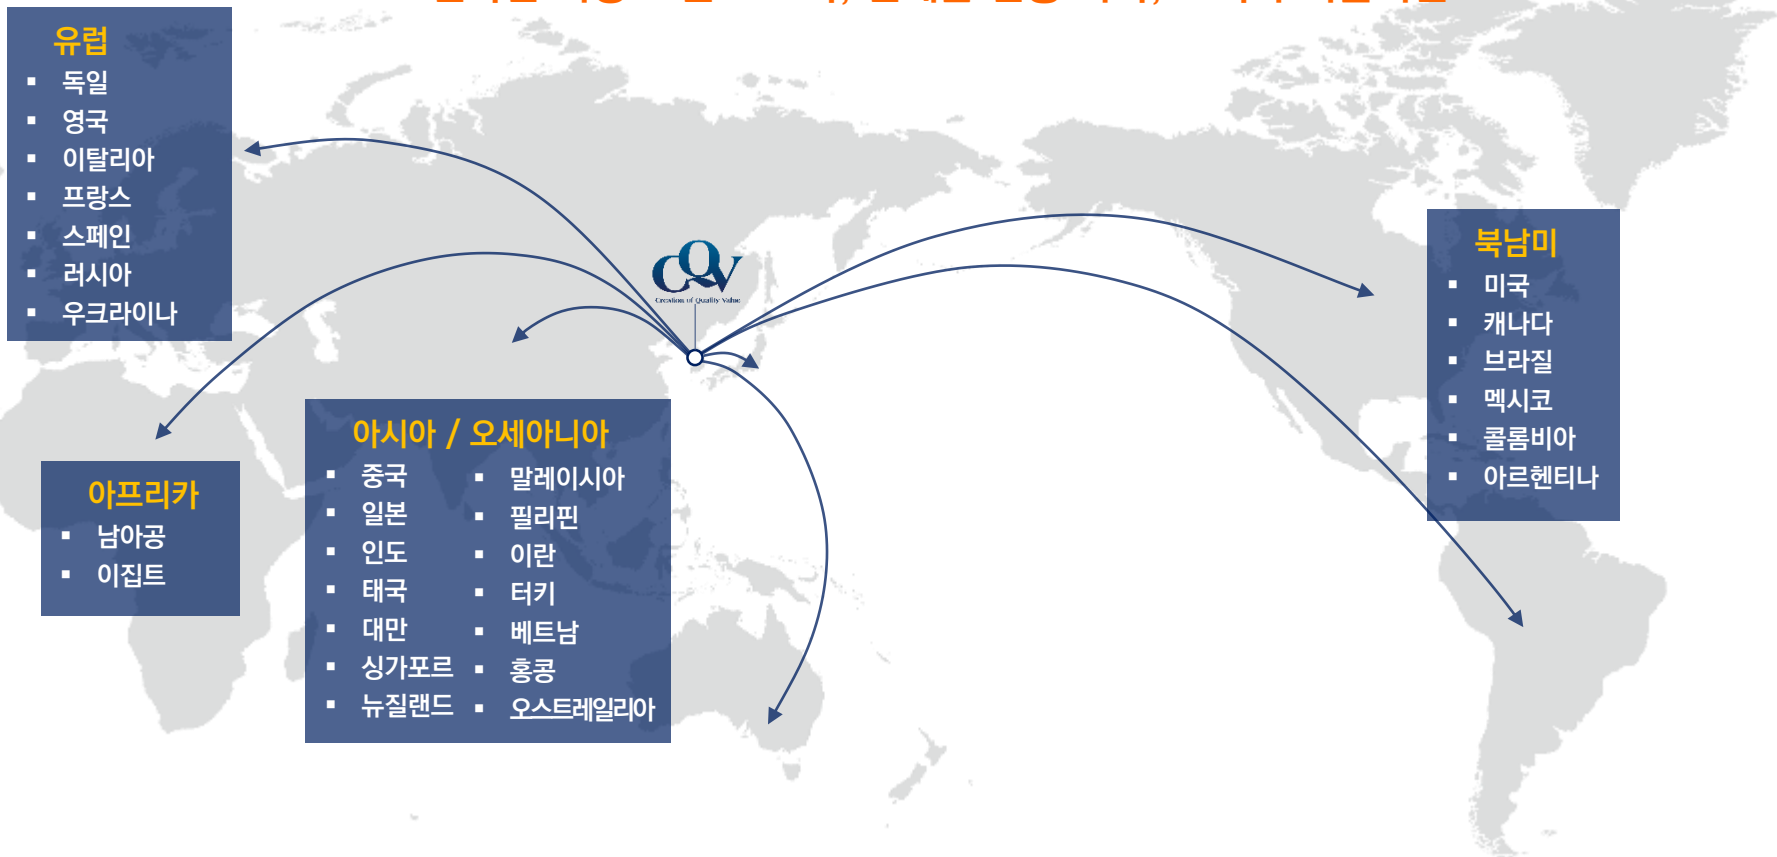 유럽
▪ 독일
▪ 영국
▪ 이탈리아
▪ 프랑스
▪ 스페인
▪ 러시아
▪ 우크라이나
CQV
Creation of Quality Value
북남미
▪ 미국
▪ 캐나다
▪ 브라질
▪ 멕시코
▪ 콜롬비아
▪ 아르헨티나
아프리카
▪ 남아공
▪ 이집트
아시아 / 오세아니아
▪ 중국
▪ 일본
▪ 인도
▪ 태국
▪ 대만
▪ 싱가포르
▪ 뉴질랜드
▪ 말레이시아
▪ 필리핀
▪ 이란
▪ 터키
▪ 베트남
▪ 홍콩
▪ 오스트레일리아